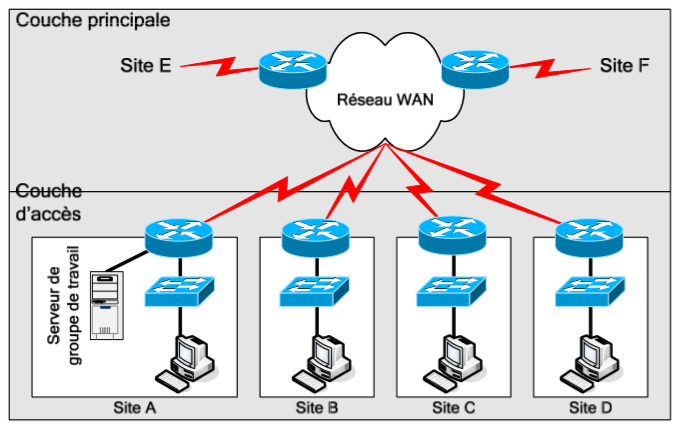 Couche principale
Site E
Site F
Réseau WAN
Couche
d'accès
Serveur de
groupe de travail
Site A
Site B
Site C
Site D